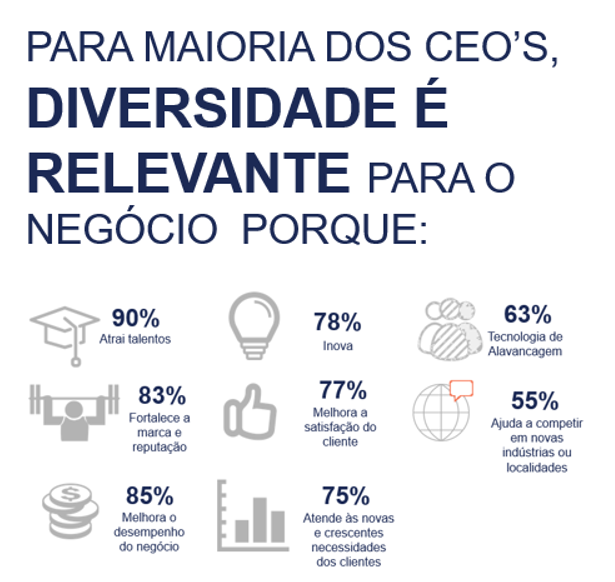 PARA MAIORIA DOS CEO'S,
DIVERSIDADE É
RELEVANTE PARA O
NEGÓCIO PORQUE:
90%
Atrai talentos
78%
Inova
63%
Tecnologia de
Alavancagem
83%
Fortalece a
marca e
reputação
77%
Melhora a
satisfação do
cliente
55%
Ajuda a competir
em novas
indústrias ou
localidades
85%
Melhora o
desempenho
do negócio
75%
Atende às novas
e crescentes
necessidades
dos clientes
$